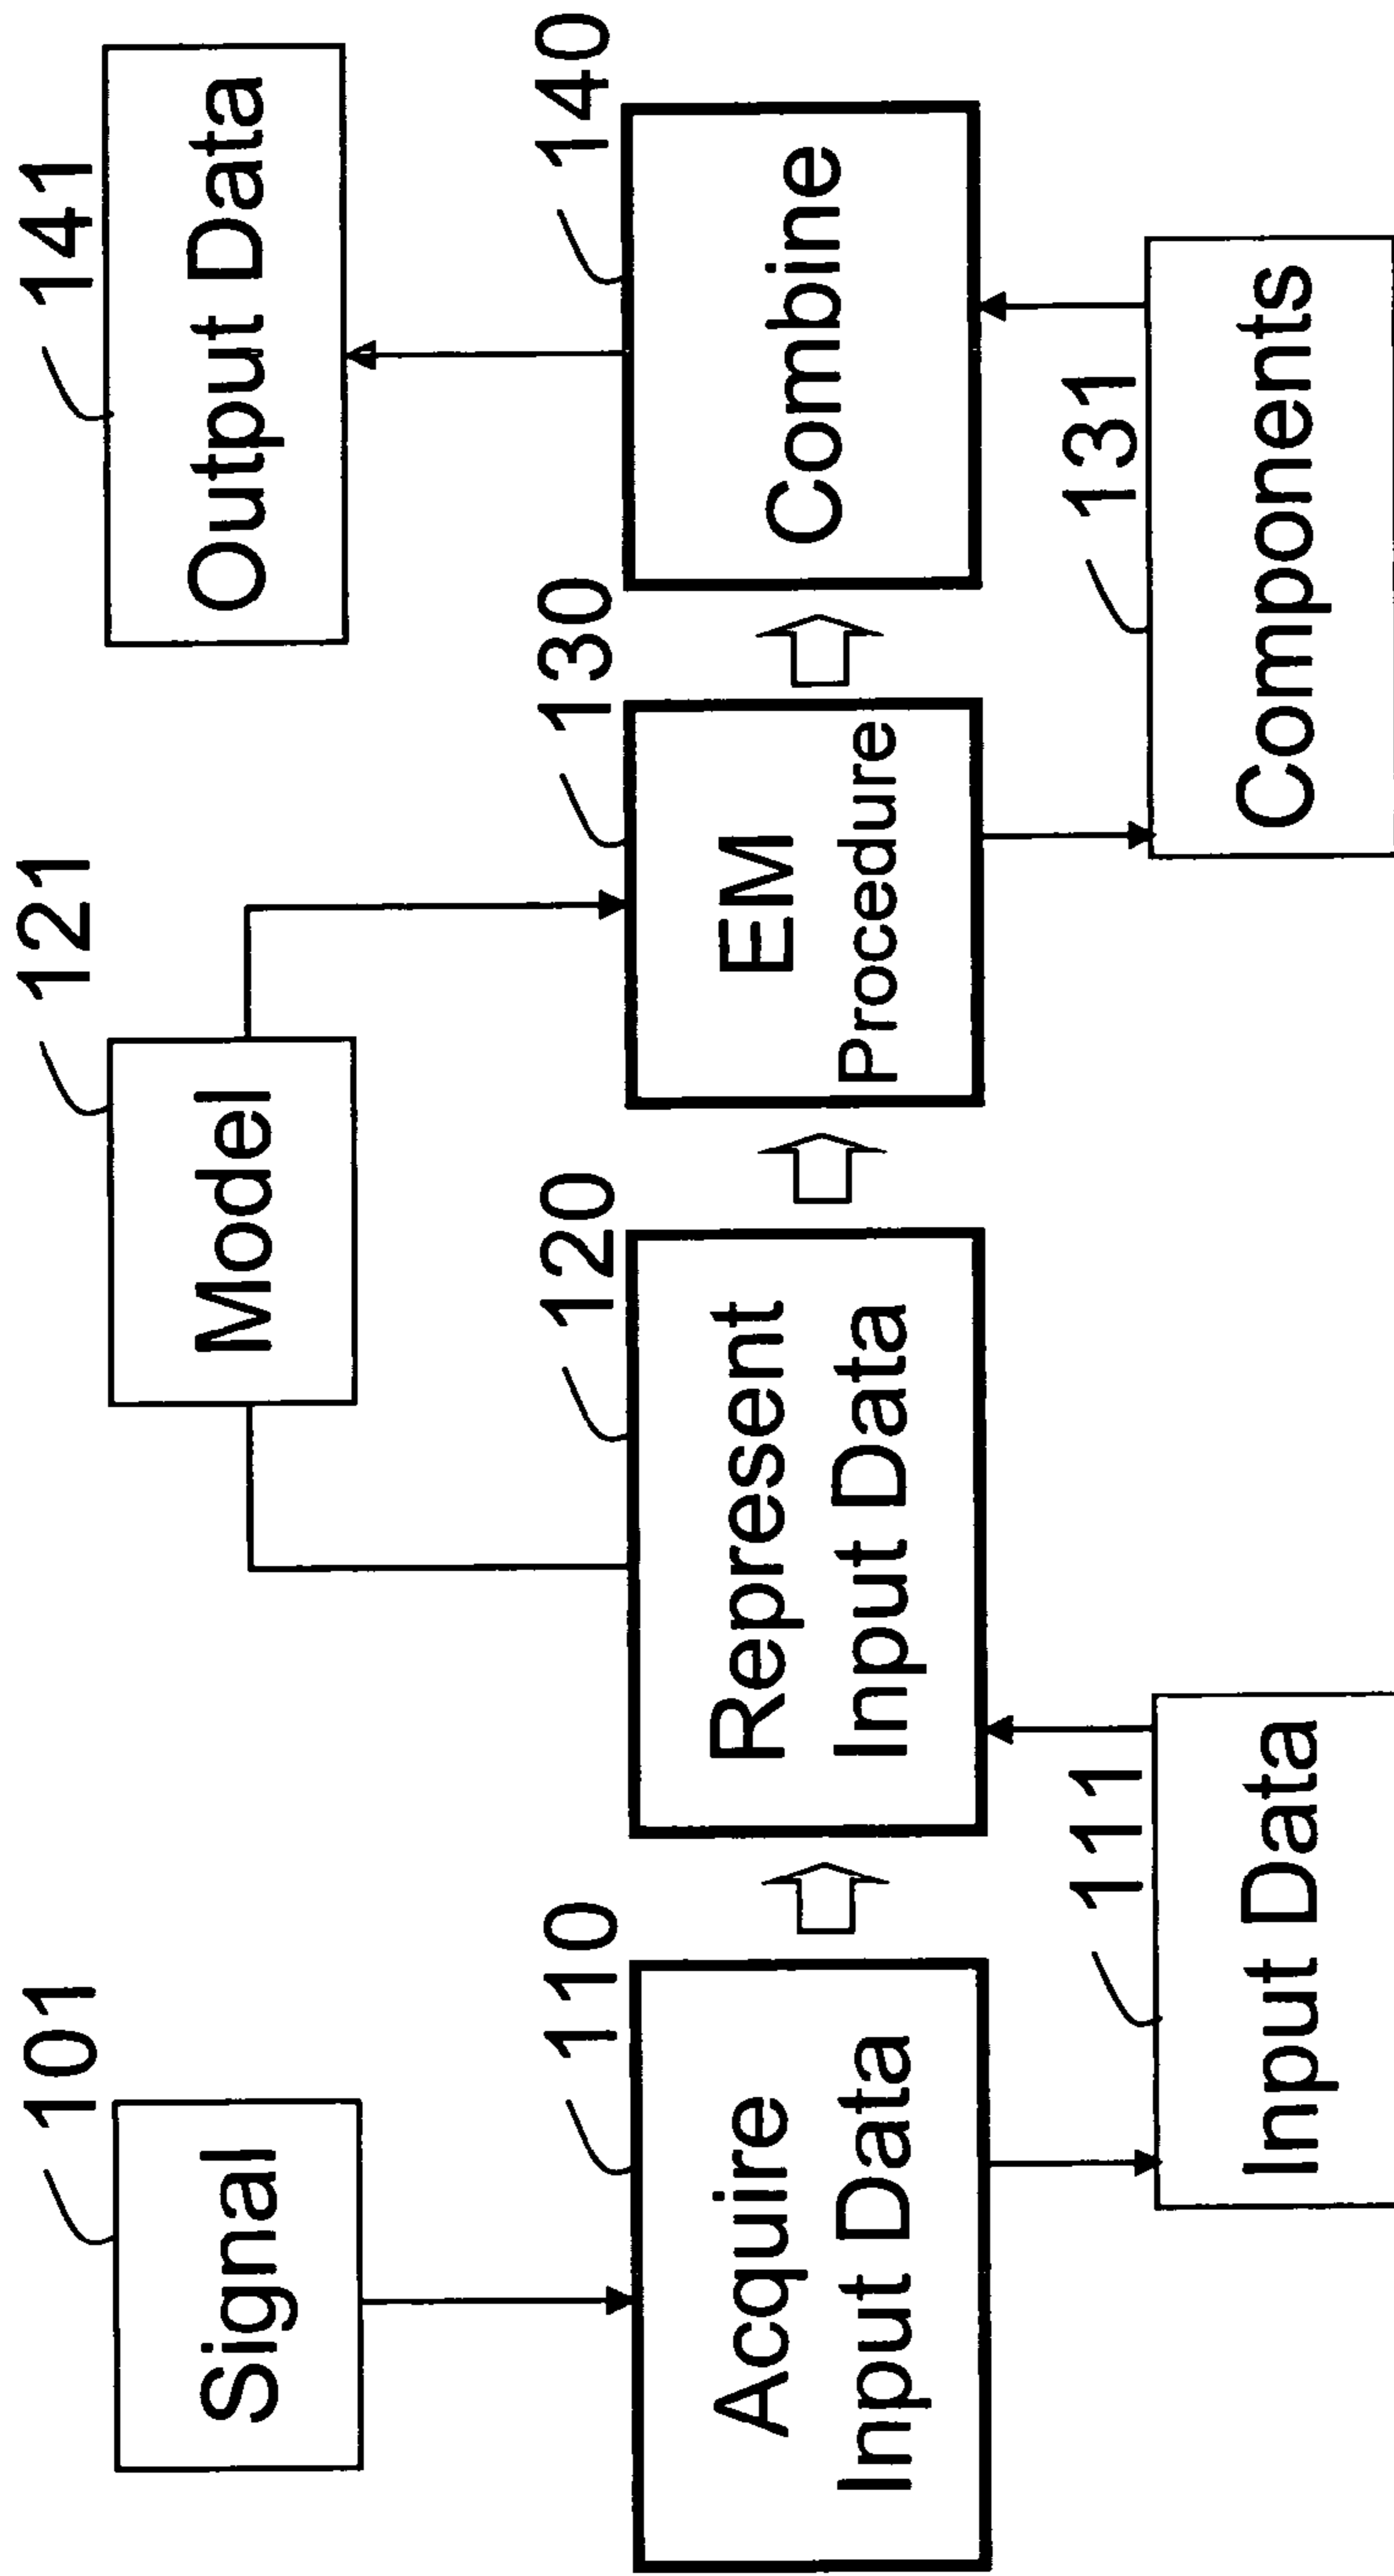 101
Signal
121
Model
141
Output Data
110
Acquire
Input Data
120
Represent
Input Data
130
EM
Procedure
140
Combine
111
Input Data
131
Components